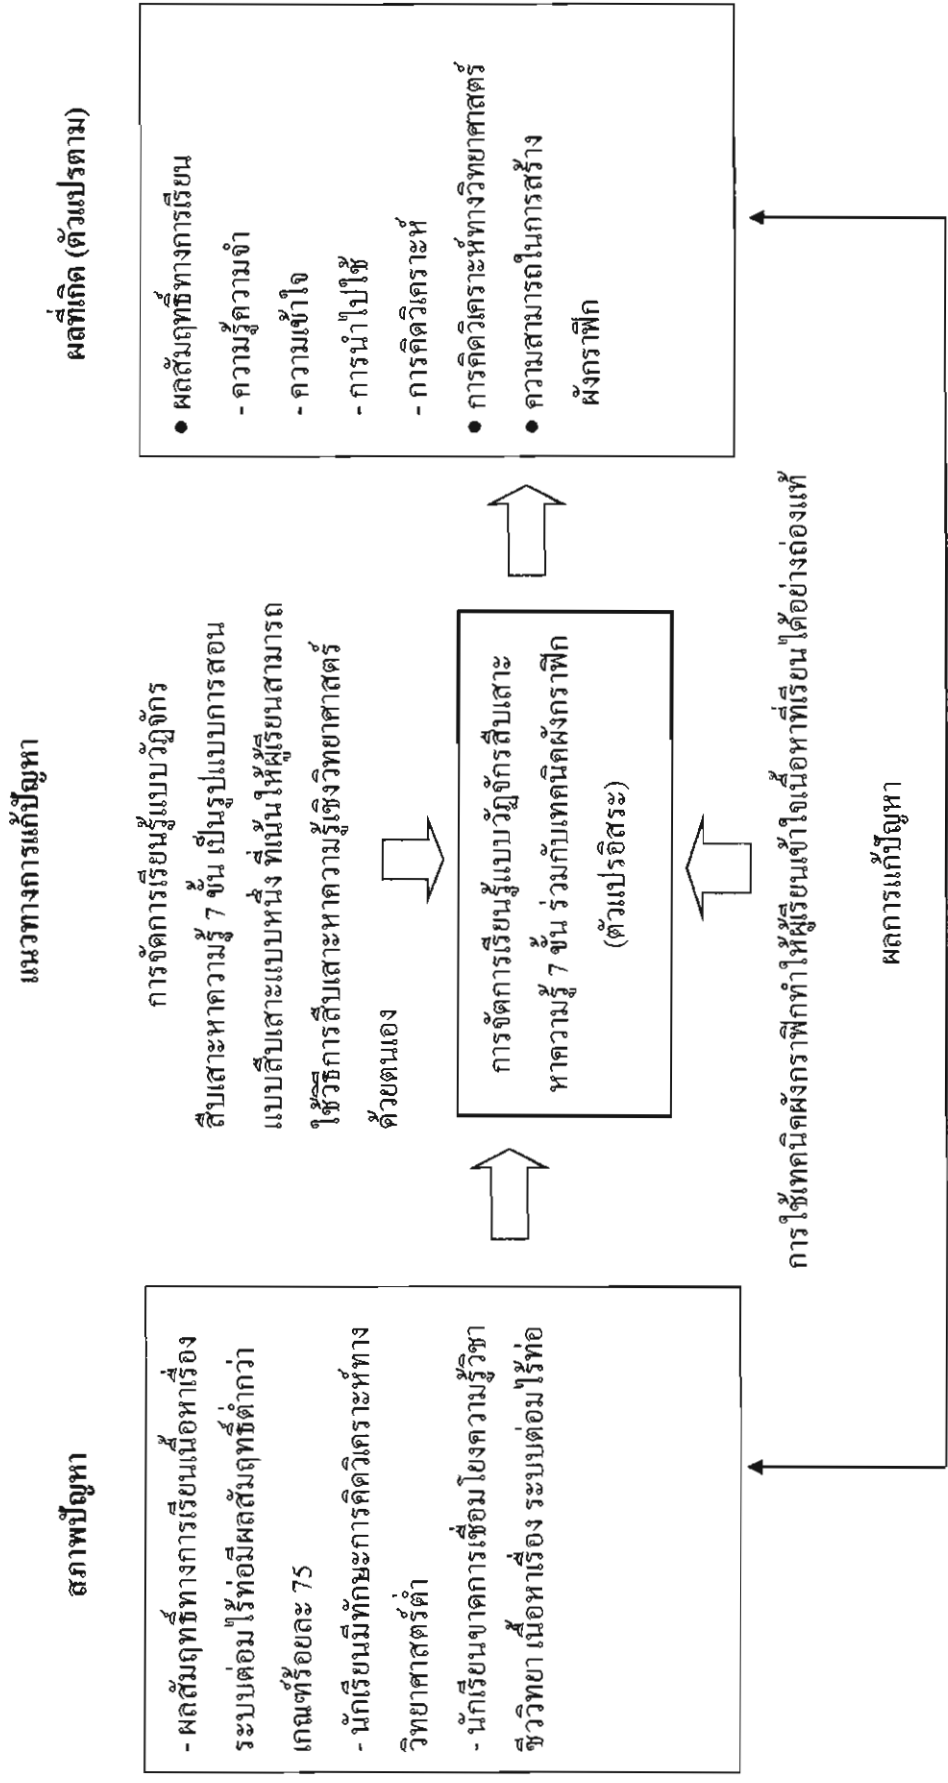 สภาพปัญหา
- ผลสัมฤทธิ์ทางการเรียนเนื้อหาเรื่อง
ระบบต่อมไร้ท่อมีผลสัมฤทธิ์ต่ำกว่า
เกณฑ์ร้อยละ 75
- นักเรียนมีทักษะการคิดวิเคราะห์ทาง
วิทยาศาสตร์ต่ำ
- นักเรียนขาดการเชื่อมโยงความรู้วิชา
ชีววิทยา เนื้อหาเรื่อง ระบบต่อมไร้ท่อ
แนวทางการแก้ปัญหา
การจัดการเรียนรู้แบบวัฏจักร
สืบเสาะหาความรู้ 7 ขั้น เป็นรูปแบบการสอน
แบบสืบเสาะแบบหนึ่ง ที่เน้นให้ผู้เรียนสามารถ
ใช้วิธีการสืบเสาะหาความรู้เชิงวิทยาศาสตร์
ด้วยตนเอง
การจัดการเรียนรู้แบบวัฏจักรสืบเสาะ
หาความรู้ 7 ขั้น ร่วมกับเทคนิคผังกราฟิก
(ตัวแปรอิสระ)
การใช้เทคนิคผังกราฟิกทำให้ผู้เรียนเข้าใจเนื้อหาที่เรียนได้อย่างถ่องแท้
ผลการแก้ปัญหา
ผลที่เกิด (ตัวแปรตาม)
● ผลสัมฤทธิ์ทางการเรียน
- ความรู้ความจำ
- ความเข้าใจ
- การนำไปใช้
- การคิดวิเคราะห์
● การคิดวิเคราะห์ทางวิทยาศาสตร์
● ความสามารถในการสร้าง
ผังกราฟิก